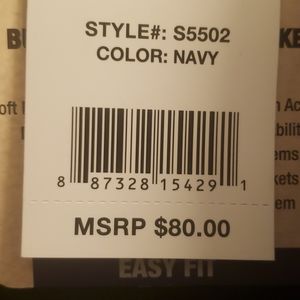 STYLE#: S5502
COLOR: NAVY
8 87328 15429 1
MSRP $80.00
EASY FIT